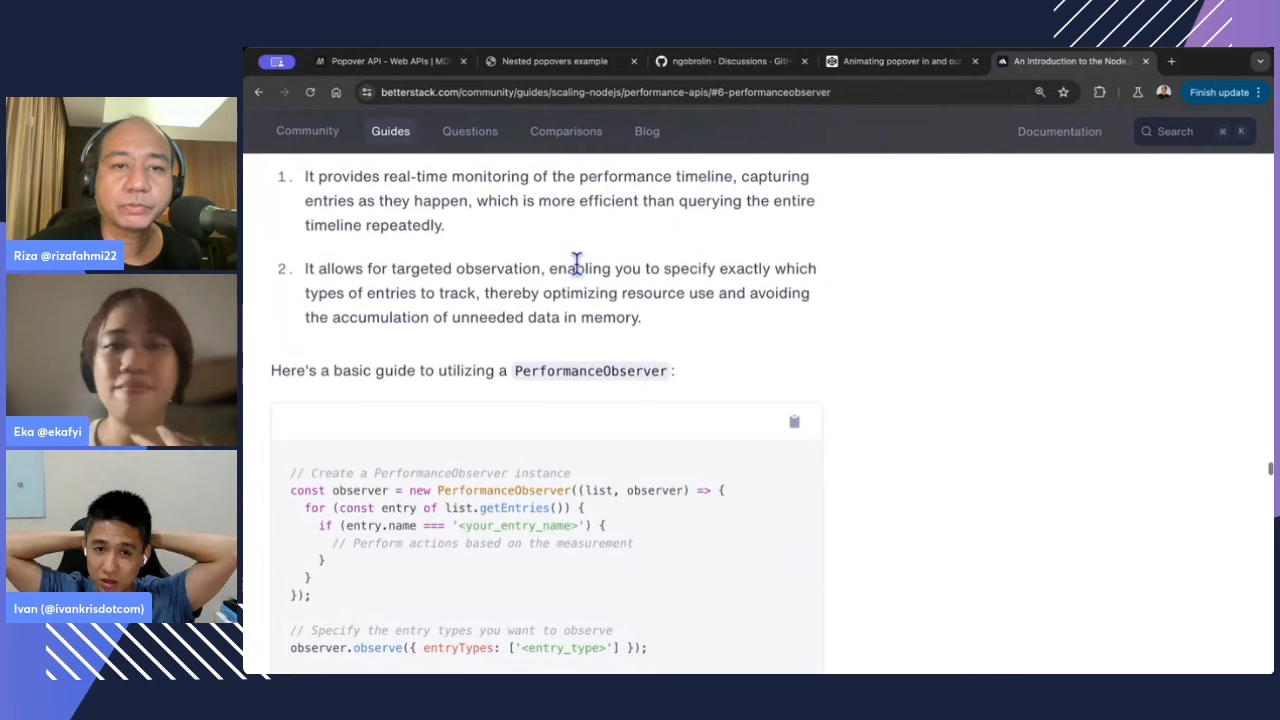 Popover API - Web APIs | MD
Nested popovers example
ngobrolin · Discussions · Git
Animating popover in and ou
An Introduction to the Node.
betterstack.com/community/guides/scaling-nodejs/performance-apis/#6-performanceobserver
Finish update
Community
Guides
Questions
Comparisons
Blog
Documentation
Search ⌘ K
1. It provides real-time monitoring of the performance timeline, capturing
entries as they happen, which is more efficient than querying the entire
timeline repeatedly.
2. It allows for targeted observation, enabling you to specify exactly which
types of entries to track, thereby optimizing resource use and avoiding
the accumulation of unneeded data in memory.
Here's a basic guide to utilizing a PerformanceObserver:
// Create a PerformanceObserver instance
const observer = new PerformanceObserver((list, observer) => {
for (const entry of list.getEntries()) {
if (entry.name === '<your_entry_name>') {
// Perform actions based on the measurement
}
}
});
// Specify the entry types you want to observe
observer.observe({ entryTypes: ['<entry_type>'] });
Riza @rizafahmi22
Eka @ekafyi
Ivan (@ivankrisdotcom)